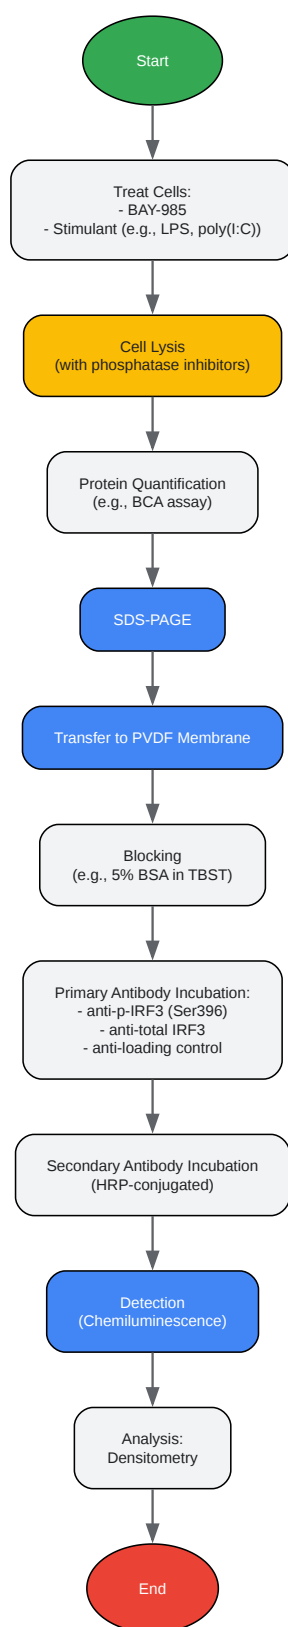 Start
Treat Cells:
- BAY-985
- Stimulant (e.g., LPS, poly(I:C))
Cell Lysis
(with phosphatase inhibitors)
Protein Quantification
(e.g., BCA assay)
SDS-PAGE
Transfer to PVDF Membrane
Blocking
(e.g., 5% BSA in TBST)
Primary Antibody Incubation:
- anti-p-IRF3 (Ser396)
- anti-total IRF3
- anti-loading control
Secondary Antibody Incubation
(HRP-conjugated)
Detection
(Chemiluminescence)
Analysis:
Densitometry
End